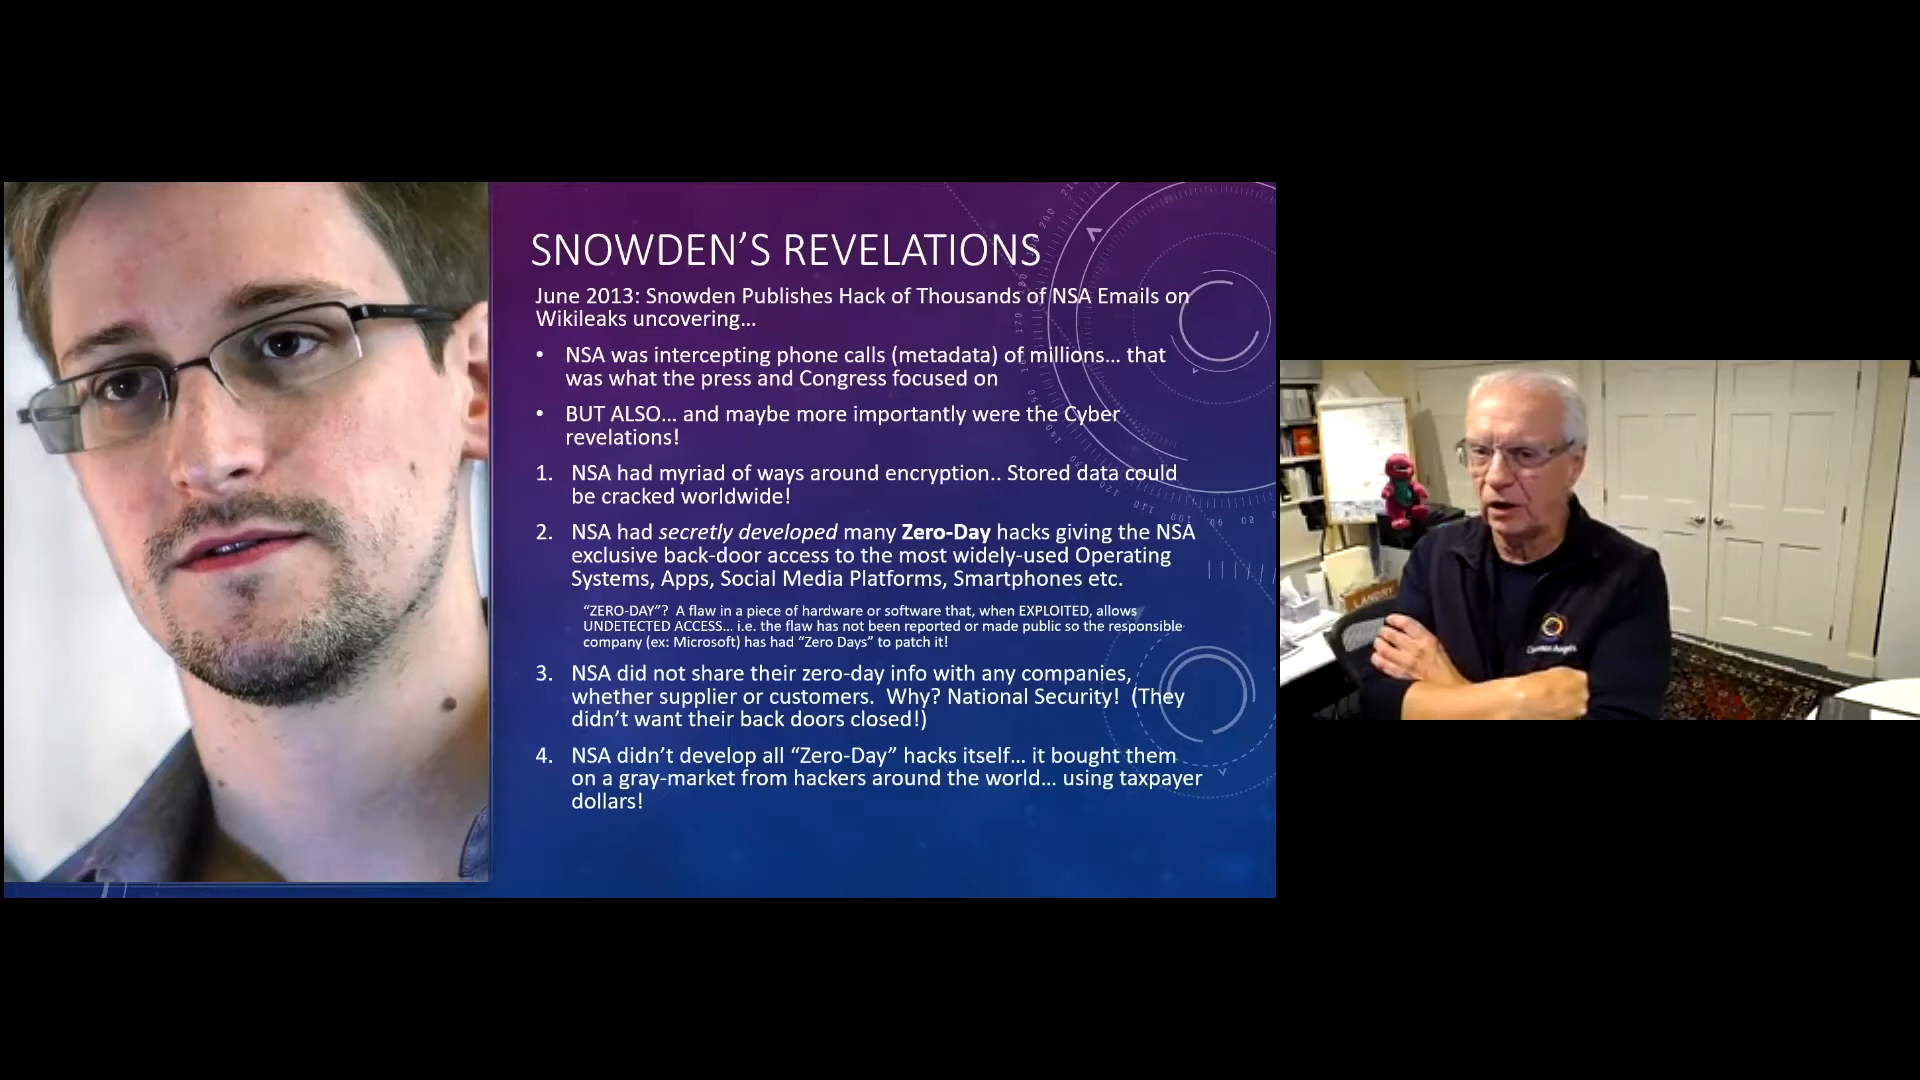 SNOWDEN’S REVELATIONS
June 2013: Snowden Publishes Hack of Thousands of NSA Emails on
Wikileaks uncovering…
• NSA was intercepting phone calls (metadata) of millions… that
was what the press and Congress focused on
• BUT ALSO… and maybe more importantly were the Cyber
revelations!
1. NSA had myriad of ways around encryption.. Stored data could
be cracked worldwide!
2. NSA had secretly developed many Zero-Day hacks giving the NSA
exclusive back-door access to the most widely-used Operating
Systems, Apps, Social Media Platforms, Smartphones etc.
“ZERO-DAY”? A flaw in a piece of hardware or software that, when EXPLOITED, allows
UNDETECTED ACCESS… i.e. the flaw has not been reported or made public so the responsible
company (ex: Microsoft) has had “Zero Days” to patch it!
3. NSA did not share their zero-day info with any companies,
whether supplier or customers. Why? National Security! (They
didn’t want their back doors closed!)
4. NSA didn’t develop all “Zero-Day” hacks itself… it bought them
on a gray-market from hackers around the world… using taxpayer
dollars!
LANDRY